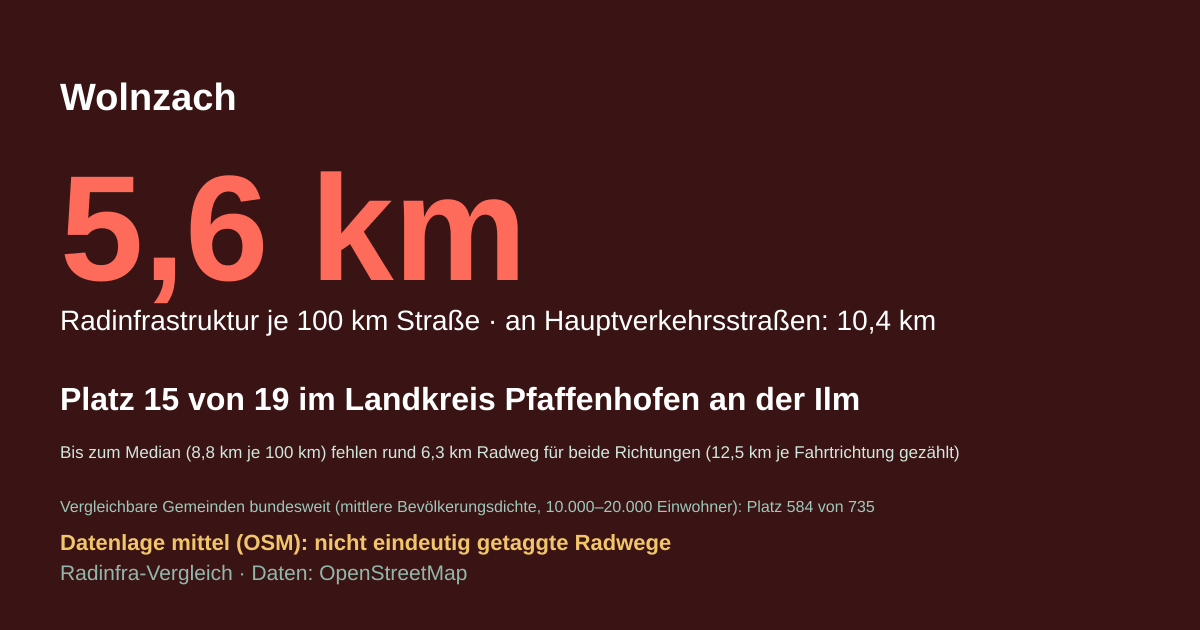 Wolnzach
5,6 km
Radinfrastruktur je 100 km Straße · an Hauptverkehrsstraßen: 10,4 km
Platz 15 von 19 im Landkreis Pfaffenhofen an der Ilm
Bis zum Median (8,8 km je 100 km) fehlen rund 6,3 km Radweg für beide Richtungen (12,5 km je Fahrtrichtung gezählt)
Vergleichbare Gemeinden bundesweit (mittlere Bevölkerungsdichte, 10.000–20.000 Einwohner): Platz 584 von 735
Datenlage mittel (OSM): nicht eindeutig getaggte Radwege
Radinfra-Vergleich · Daten: OpenStreetMap